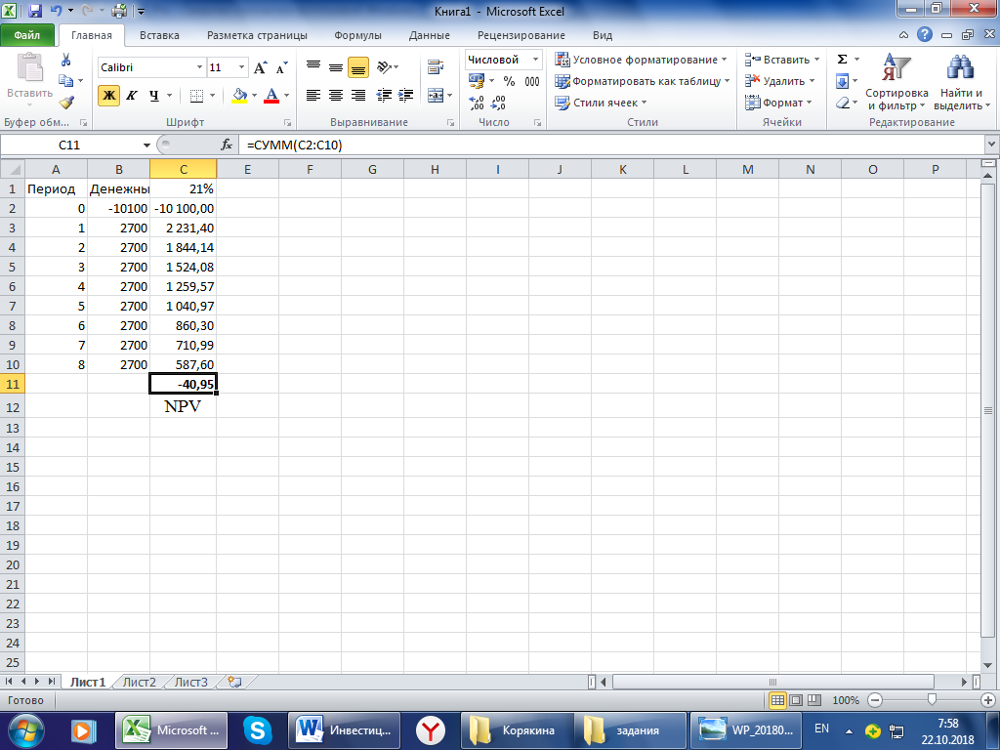 Книга1 - Microsoft Excel
Файл Главная Вставка Разметка страницы Формулы Данные Рецензирование Вид
Вставить
Calibri 11
Ж К Ч
Числовой
% 000
Условное форматирование
Форматировать как таблицу
Стили ячеек
Вставить
Удалить
Формат
Σ
Сортировка и фильтр
Найти и выделить
Буфер обм... Шрифт Выравнивание Число Стили Ячейки Редактирование
C11 fx =СУММ(C2:C10)
A B C E F G H I J K L M N O P
1 Период Денежны 21%
2 0 -10100 -10 100,00
3 1 2700 2 231,40
4 2 2700 1 844,14
5 3 2700 1 524,08
6 4 2700 1 259,57
7 5 2700 1 040,97
8 6 2700 860,30
9 7 2700 710,99
10 8 2700 587,60
11 -40,95
12 NPV
13
14
15
16
17
18
19
20
21
22
23
24
25
Лист1 Лист2 Лист3
Готово 100%
Microsoft ... Инвестиц... Корякина задания WP_20180... EN 7:58
22.10.2018